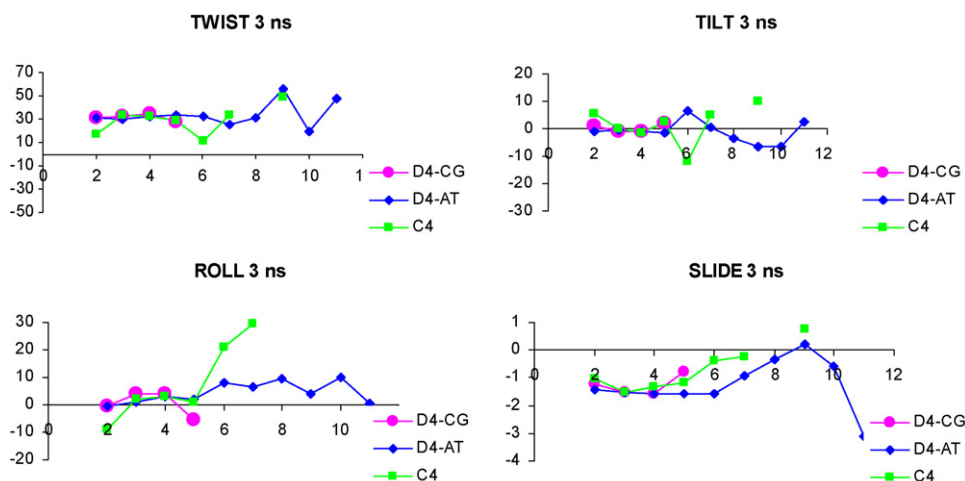 TWIST 3 ns
70
50
30
10
-10
-30
-50
2 4 6 8 10 1
D4-CG
D4-AT
C4
TILT 3 ns
20
10
0
-10
-20
-30
0 2 4 6 8 10 12
D4-CG
D4-AT
C4
ROLL 3 ns
30
20
10
0
-10
-20
0 2 4 6 8 10
D4-CG
D4-AT
C4
SLIDE 3 ns
1
0
-1
-2
-3
-4
0 2 4 6 8 10 12
D4-CG
D4-AT
C4